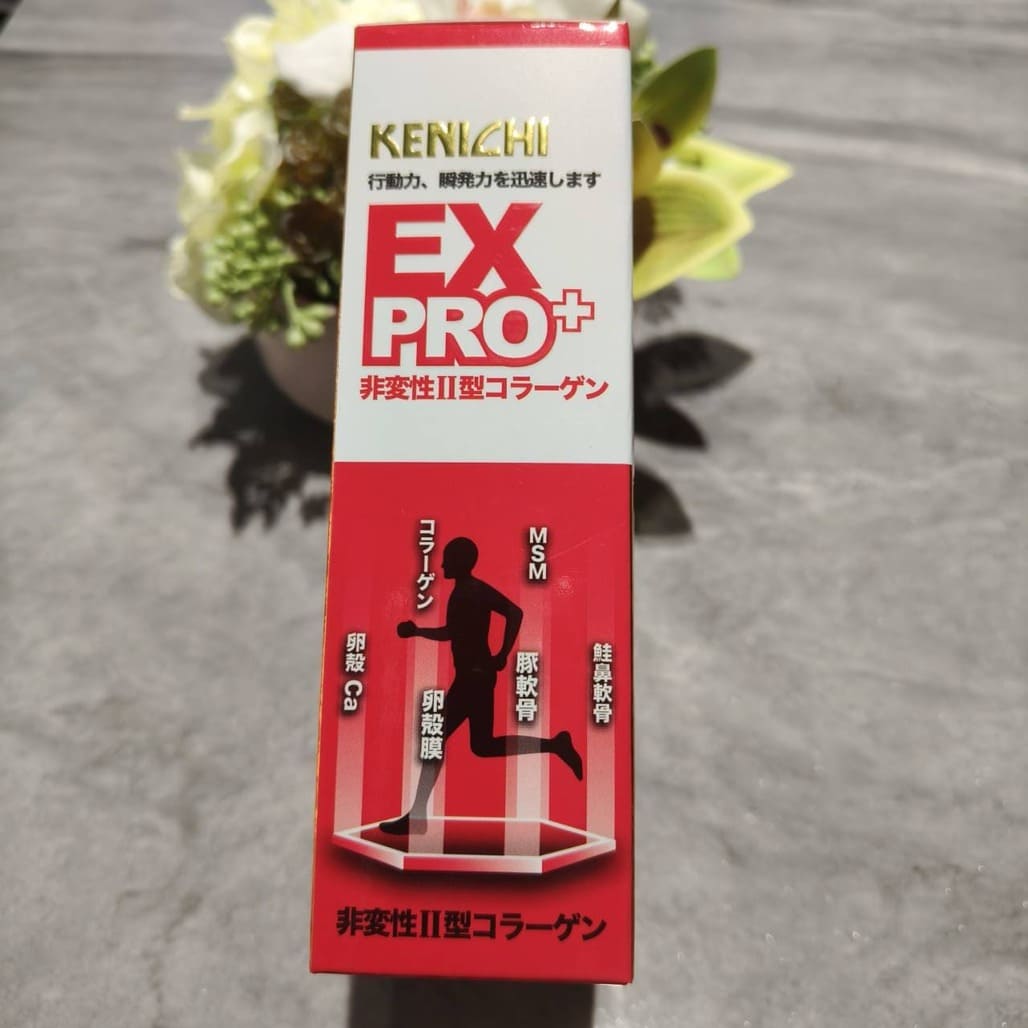 KENICHI
行動力、瞬発力を迅速します
EX
PRO+
非変性II型コラーゲン
コラーゲン
MSM
卵殻 Ca
卵殻膜
豚軟骨
鮭鼻軟骨
非変性II型コラーゲン